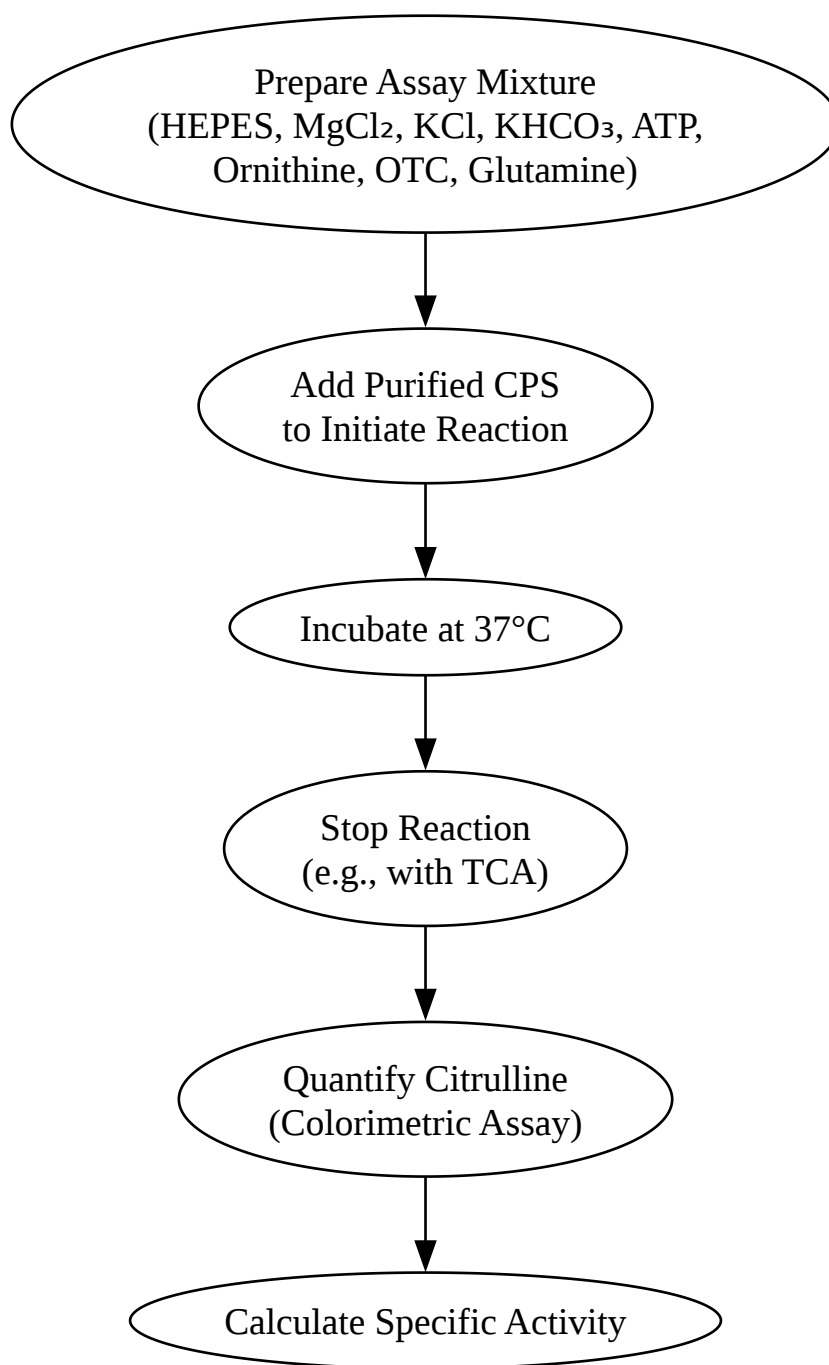 Prepare Assay Mixture
(HEPES, MgCl₂, KCl, KHCO₃, ATP,
Ornithine, OTC, Glutamine)
Add Purified CPS
to Initiate Reaction
Incubate at 37°C
Stop Reaction
(e.g., with TCA)
Quantify Citrulline
(Colorimetric Assay)
Calculate Specific Activity